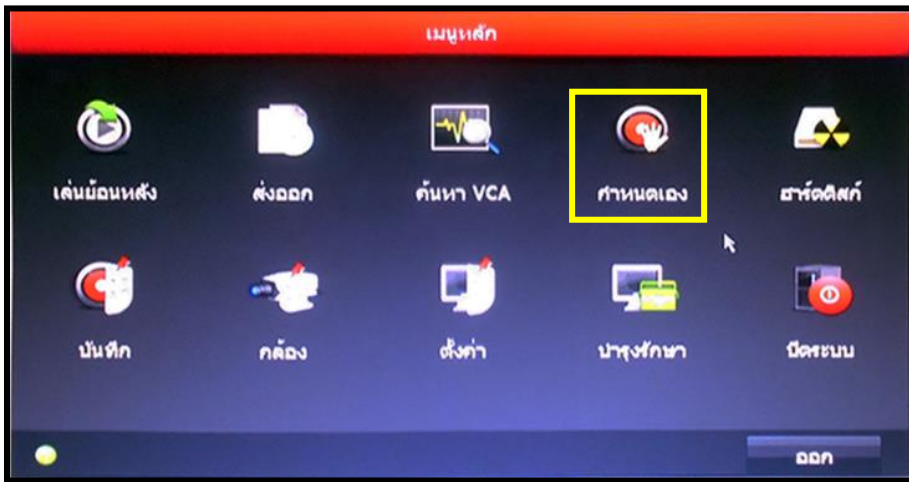 เมนูหลัก
เล่นย้อนหลัง ส่งออก ค้นหา VCA กำหนดเอง ฮาร์ดดิสก์
บันทึก กล้อง ตั้งค่า บำรุงรักษา ปิดระบบ
ออก